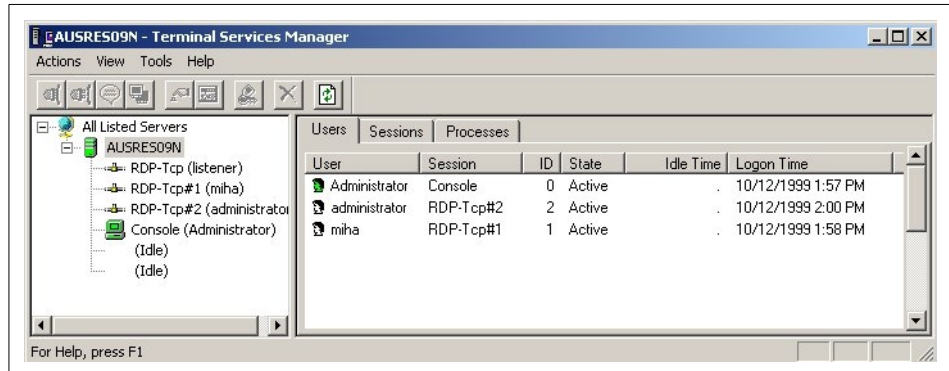 AUSRES09N - Terminal Services Manager
Actions View Tools Help
All Listed Servers
AUSRES09N
RDP-Tcp (listener)
RDP-Tcp#1 (miha)
RDP-Tcp#2 (administrator
Console (Administrator)
(Idle)
(Idle)
Users Sessions Processes
User Session ID State Idle Time Logon Time
Administrator Console 0 Active . 10/12/1999 1:57 PM
administrator RDP-Tcp#2 2 Active . 10/12/1999 2:00 PM
miha RDP-Tcp#1 1 Active . 10/12/1999 1:58 PM
For Help, press F1